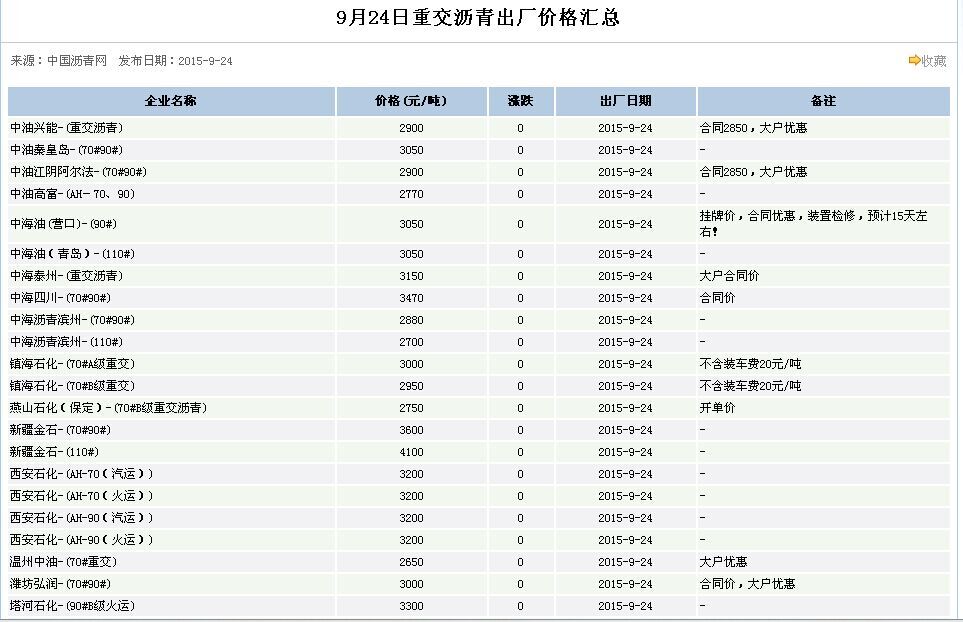 9月24日重交沥青出厂价格汇总
来源：中国沥青网 发布日期：2015-9-24 收藏
企业名称 价格(元/吨) 涨跌 出厂日期 备注
中油兴能-(重交沥青) 2900 0 2015-9-24 合同2850，大户优惠
中油秦皇岛-(70#90#) 3050 0 2015-9-24 -
中油江阴阿尔法-(70#90#) 2900 0 2015-9-24 合同2850，大户优惠
中油高富-(AH－70、90) 2770 0 2015-9-24 -
中海油(营口)-(90#) 3050 0 2015-9-24 挂牌价，合同优惠，装置检修，预计15天左
右！
中海油（青岛）-(110#) 3050 0 2015-9-24 -
中海泰州-(重交沥青) 3150 0 2015-9-24 大户合同价
中海四川-(70#90#) 3470 0 2015-9-24 合同价
中海沥青滨州-(70#90#) 2880 0 2015-9-24 -
中海沥青滨州-(110#) 2700 0 2015-9-24 -
镇海石化-(70#A级重交) 3000 0 2015-9-24 不含装车费20元/吨
镇海石化-(70#B级重交) 2950 0 2015-9-24 不含装车费20元/吨
燕山石化（保定）-(70#B级重交沥青) 2750 0 2015-9-24 开单价
新疆金石-(70#90#) 3600 0 2015-9-24 -
新疆金石-(110#) 4100 0 2015-9-24 -
西安石化-(AH-70（汽运）) 3200 0 2015-9-24 -
西安石化-(AH-70（火运）) 3200 0 2015-9-24 -
西安石化-(AH-90（汽运）) 3200 0 2015-9-24 -
西安石化-(AH-90（火运）) 3200 0 2015-9-24 -
温州中油-(70#重交) 2650 0 2015-9-24 大户优惠
潍坊弘润-(70#90#) 3000 0 2015-9-24 合同价，大户优惠
塔河石化-(90#B级火运) 3300 0 2015-9-24 -